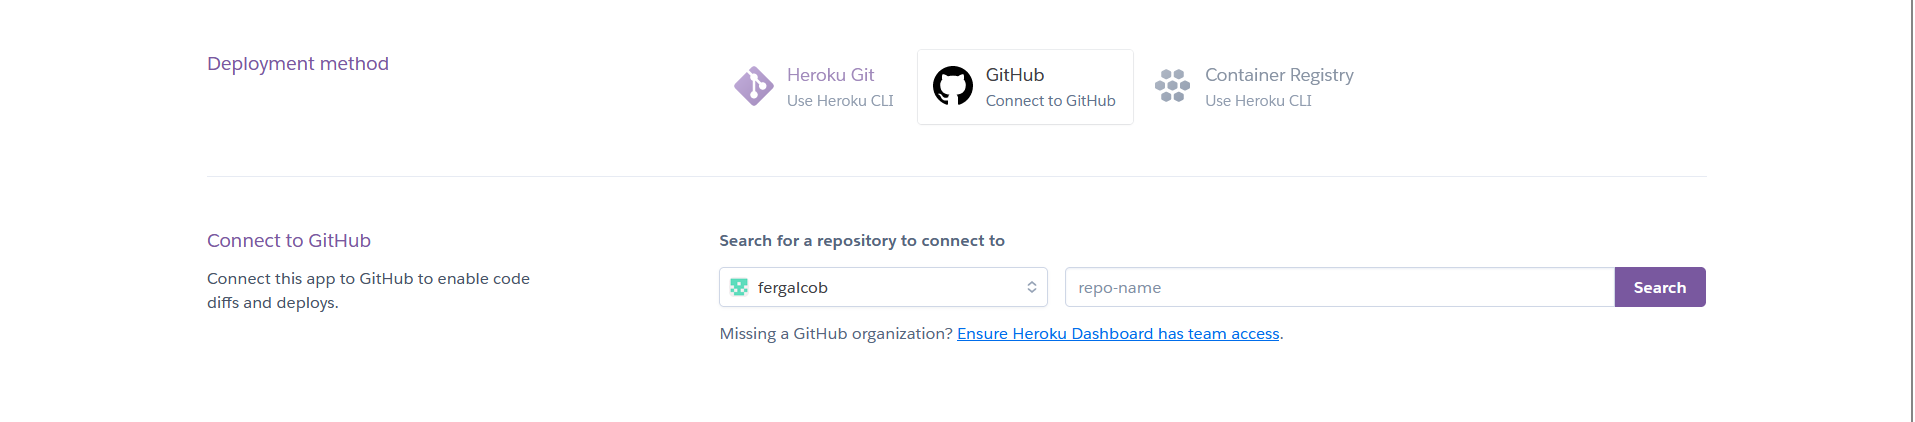 Deployment method
Heroku Git
Use Heroku CLI
GitHub
Connect to GitHub
Container Registry
Use Heroku CLI
Connect to GitHub
Connect this app to GitHub to enable code
diffs and deploys.
Search for a repository to connect to
fergalcob
repo-name
Search
Missing a GitHub organization? Ensure Heroku Dashboard has team access.